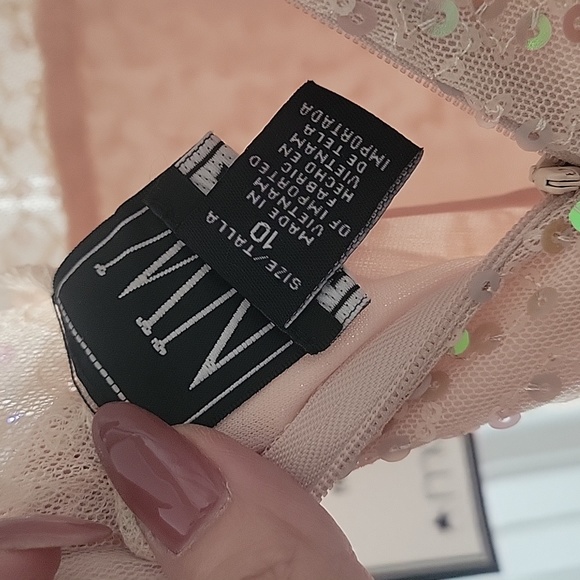 SIZE/TALLA
10
MADE IN
VIETNAM
OF IMPORTED
FABRIC
HECHO EN
VIETNAM
DE TELA
IMPORTADA